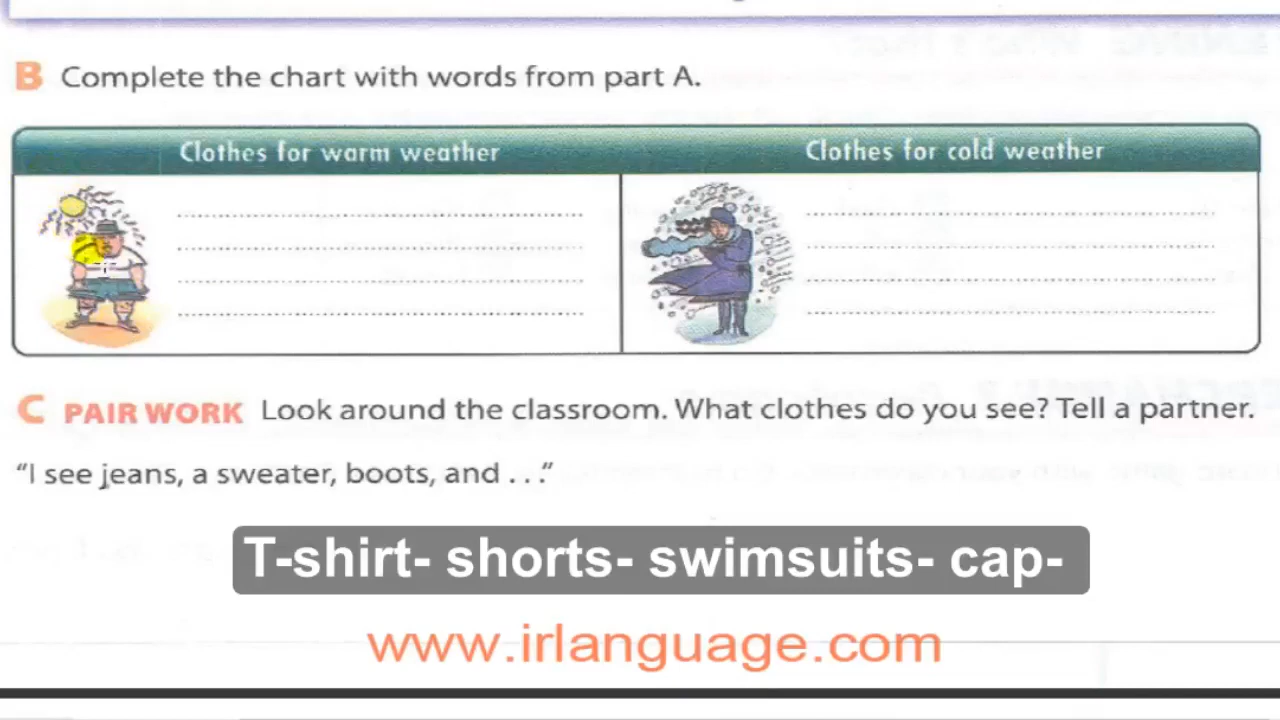 B Complete the chart with words from part A.
Clothes for warm weather
Clothes for cold weather
C PAIR WORK Look around the classroom. What clothes do you see? Tell a partner.
“I see jeans, a sweater, boots, and . . .”
T-shirt- shorts- swimsuits- cap-
www.irlanguage.com